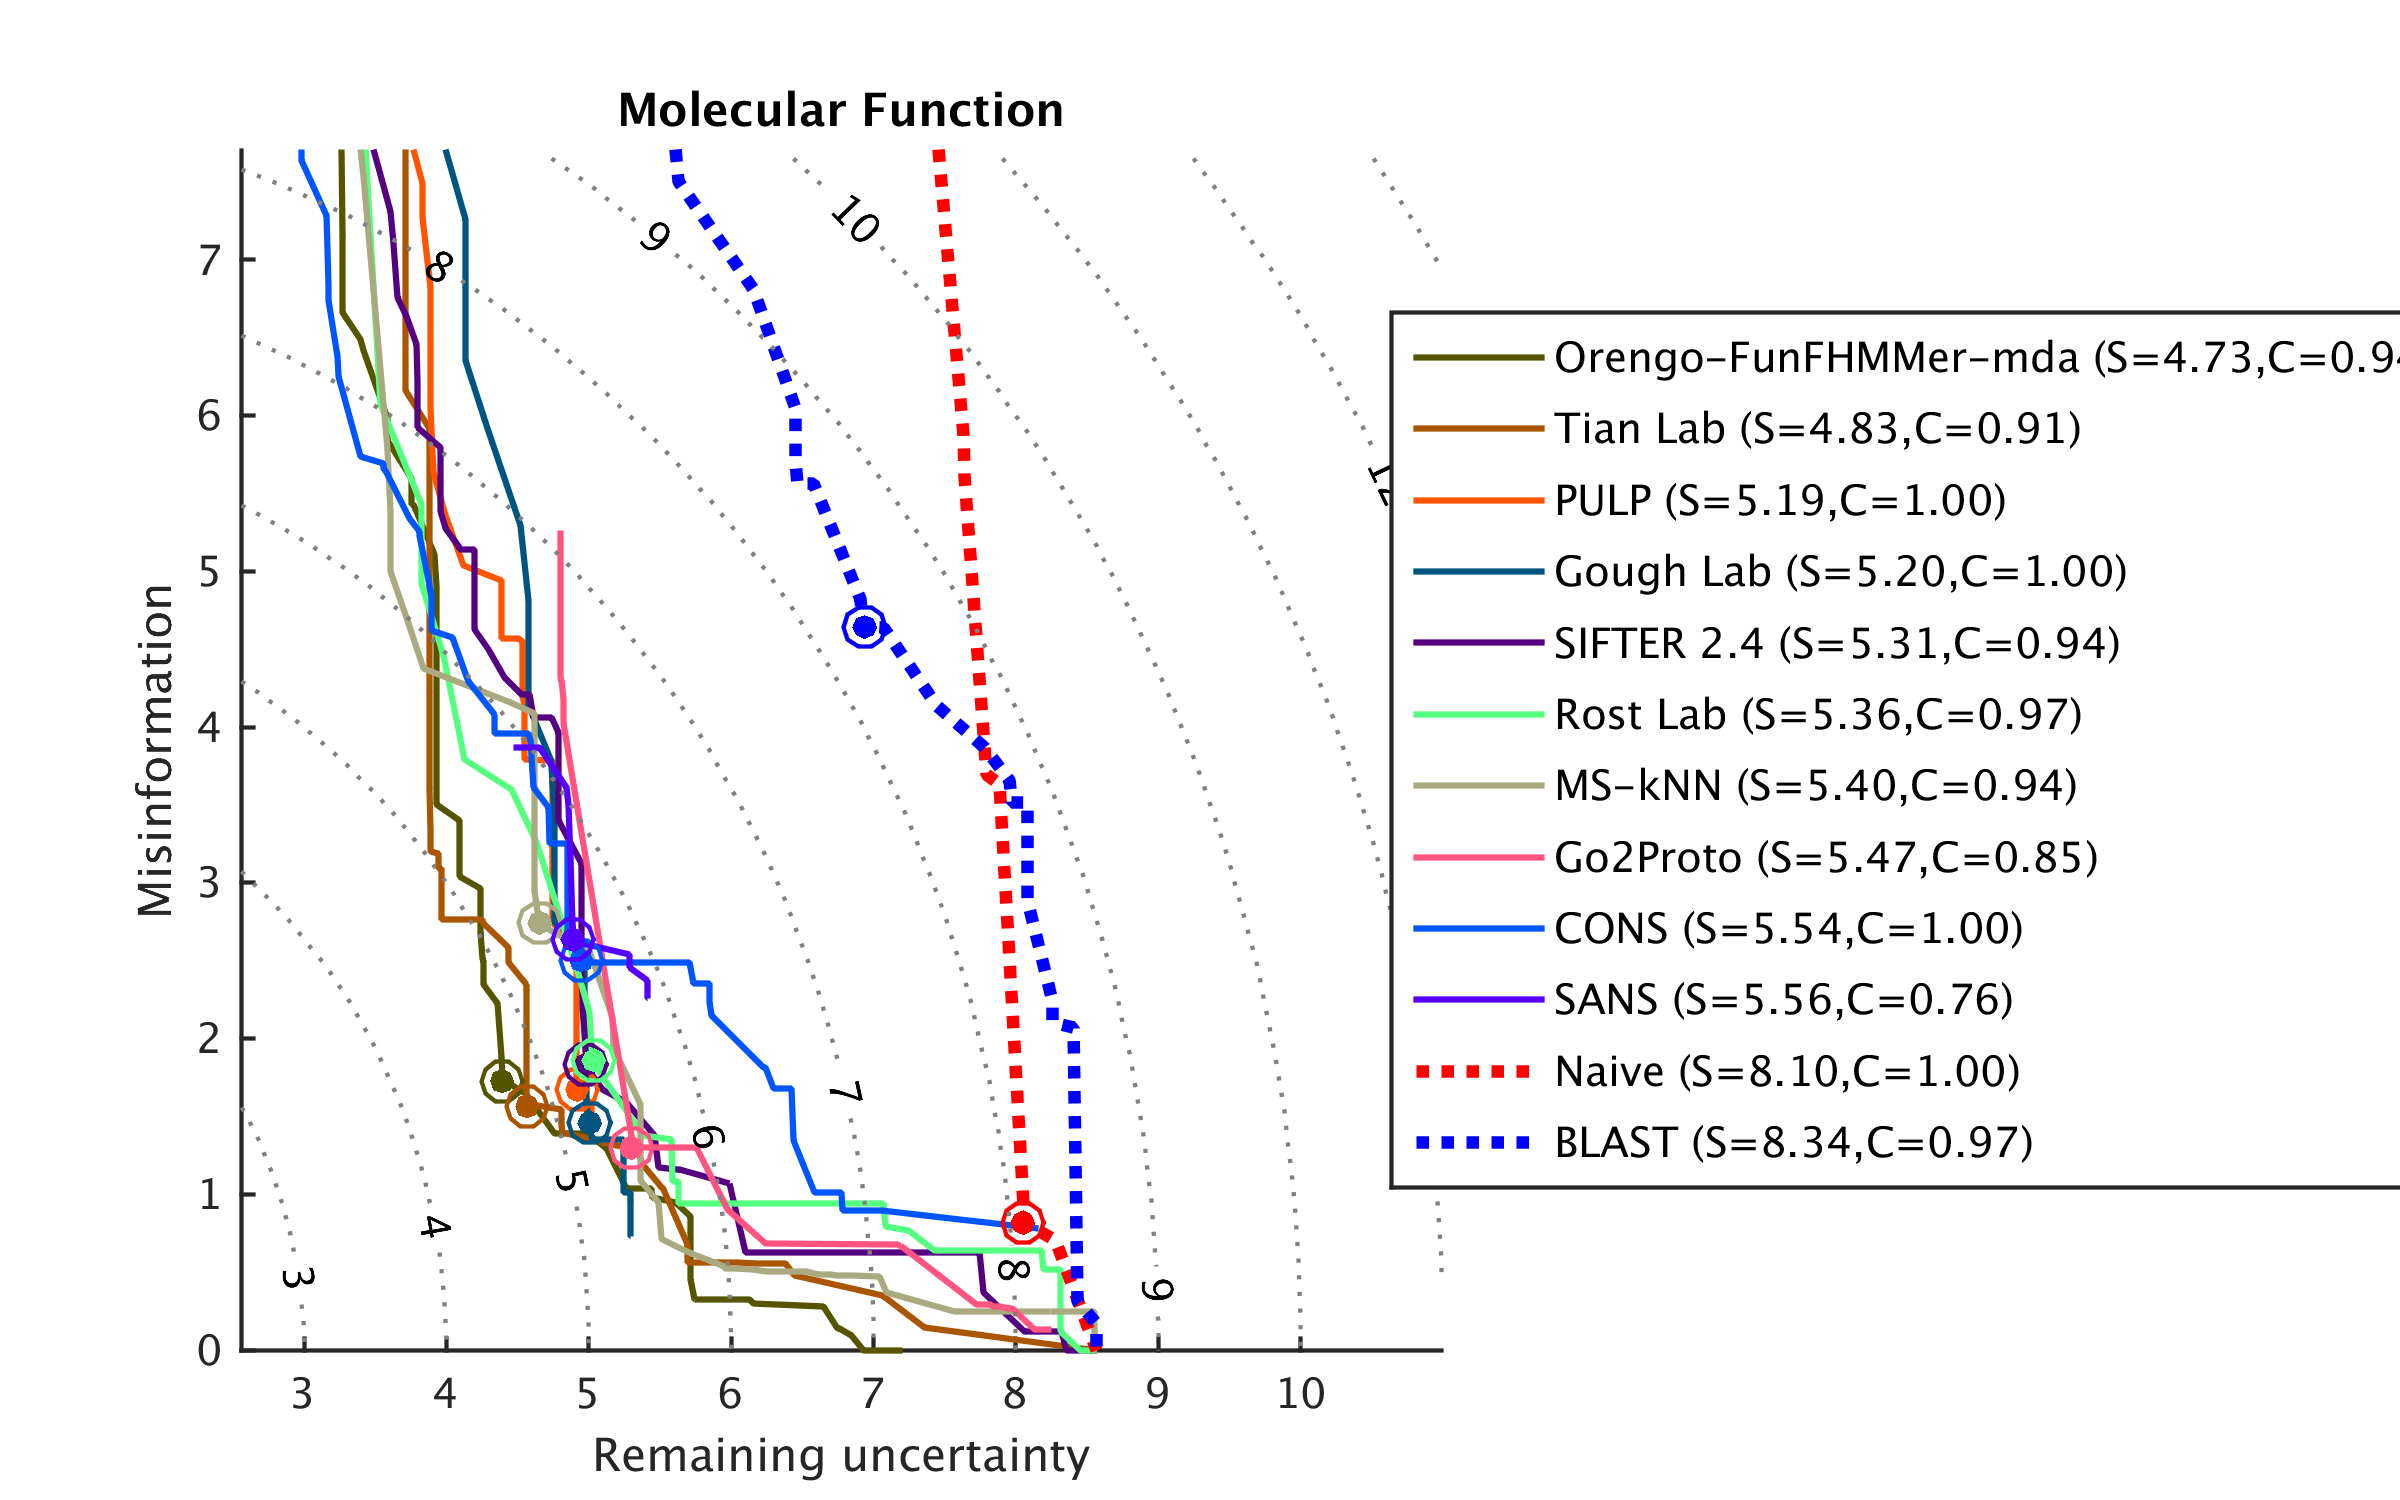 Molecular Function
Misinformation
7
6
5
4
3
2
1
0
3
4
5
6
7
8
9
10
Remaining uncertainty
8
9
10
3
4
5
6
7
8
9
Orengo-FunFHMMer-mda (S=4.73,C=0.94
Tian Lab (S=4.83,C=0.91)
PULP (S=5.19,C=1.00)
Gough Lab (S=5.20,C=1.00)
SIFTER 2.4 (S=5.31,C=0.94)
Rost Lab (S=5.36,C=0.97)
MS-kNN (S=5.40,C=0.94)
Go2Proto (S=5.47,C=0.85)
CONS (S=5.54,C=1.00)
SANS (S=5.56,C=0.76)
Naive (S=8.10,C=1.00)
BLAST (S=8.34,C=0.97)